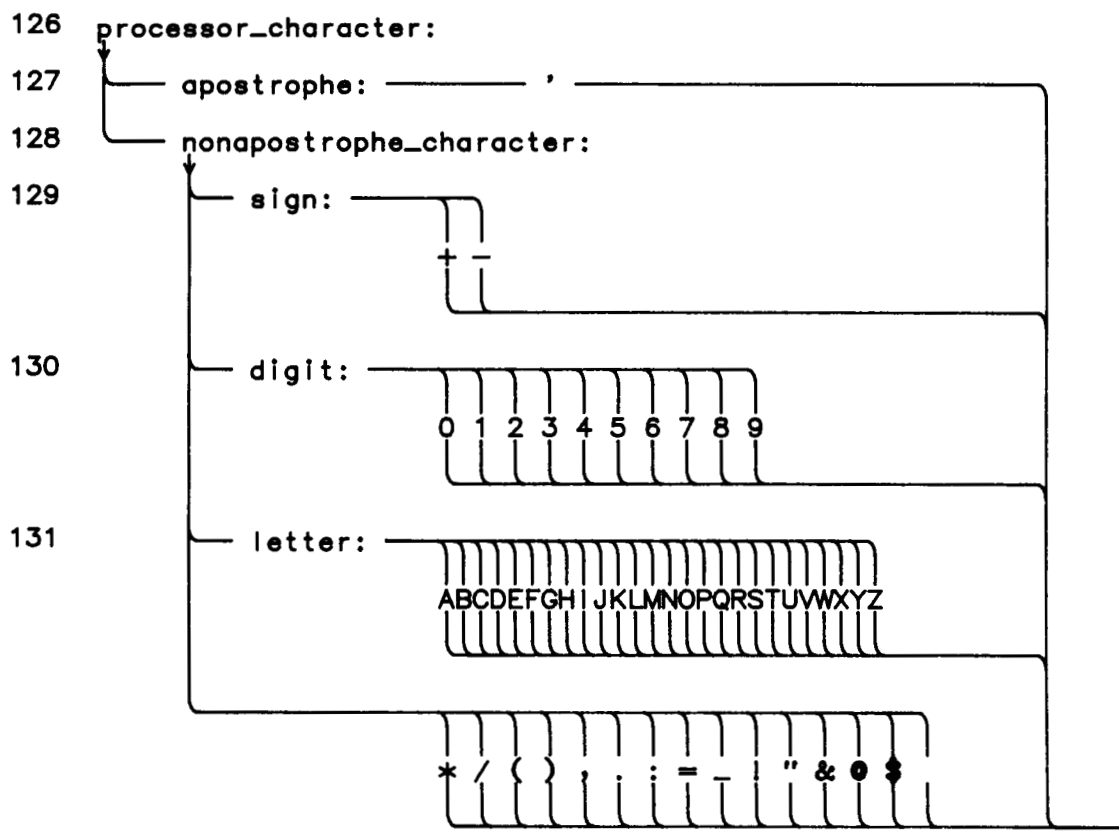 126 processor_character:
127 apostrophe: '
128 nonapostrophe_character:
129 sign:
+ -
130 digit:
0 1 2 3 4 5 6 7 8 9
131 letter:
ABCDEFGHIJKLMNOPQRSTUVWXYZ
* / ( ) , . : = _ ! " & @ $